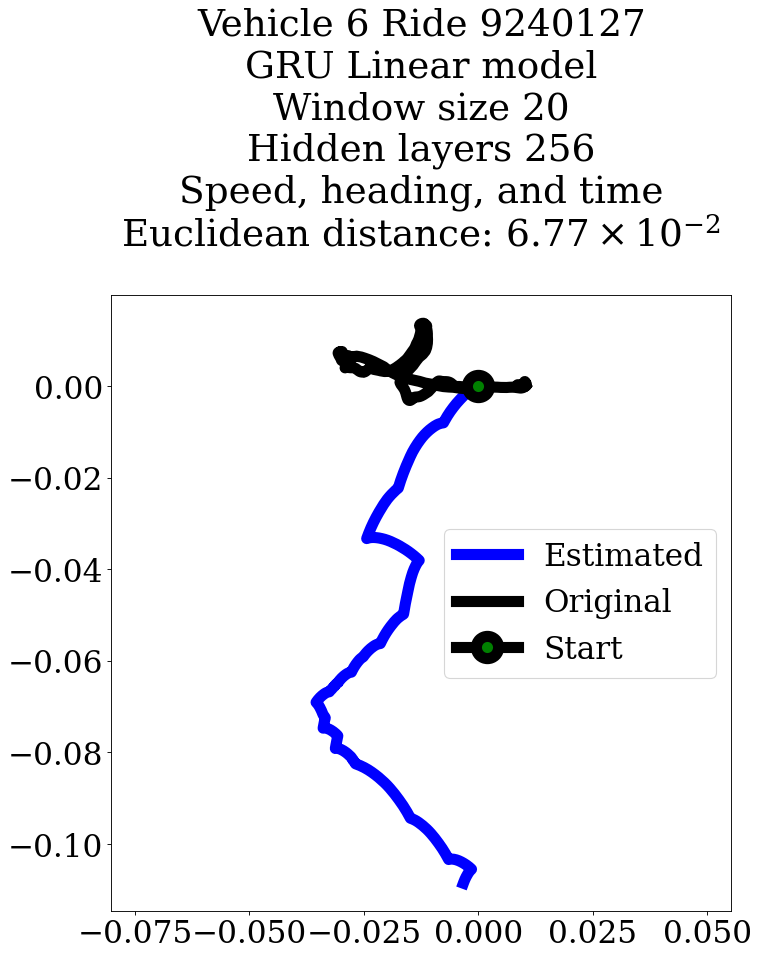 Vehicle 6 Ride 9240127
GRU Linear model
Window size 20
Hidden layers 256
Speed, heading, and time
Euclidean distance: 6.77 × 10⁻²
0.00
−0.02
−0.04
−0.06
−0.08
−0.10
Estimated
Original
Start
−0.075 −0.050 −0.025 0.000 0.025 0.050